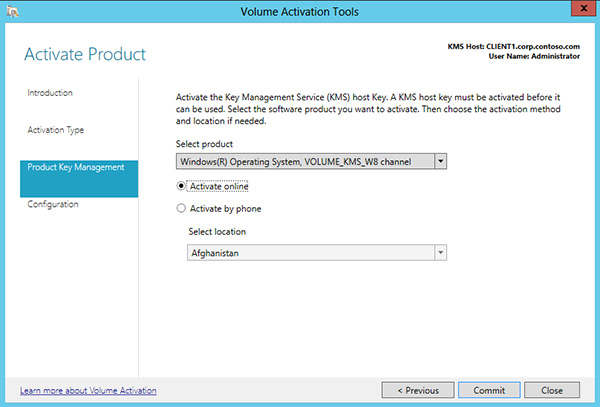 Volume Activation Tools
x
Activate Product
KMS Host: CLIENT1.corp.contoso.com
User Name: Administrator
Introduction
Activation Type
Product Key Management
Configuration
Activate the Key Management Service (KMS) host Key. A KMS host key must be activated before it
can be used. Select the software product you want to activate. Then choose the activation method
and location if needed.
Select product
Windows(R) Operating System, VOLUME_KMS_W8 channel
Activate online
Activate by phone
Select location
Afghanistan
Learn more about Volume Activation
< Previous
Commit
Close